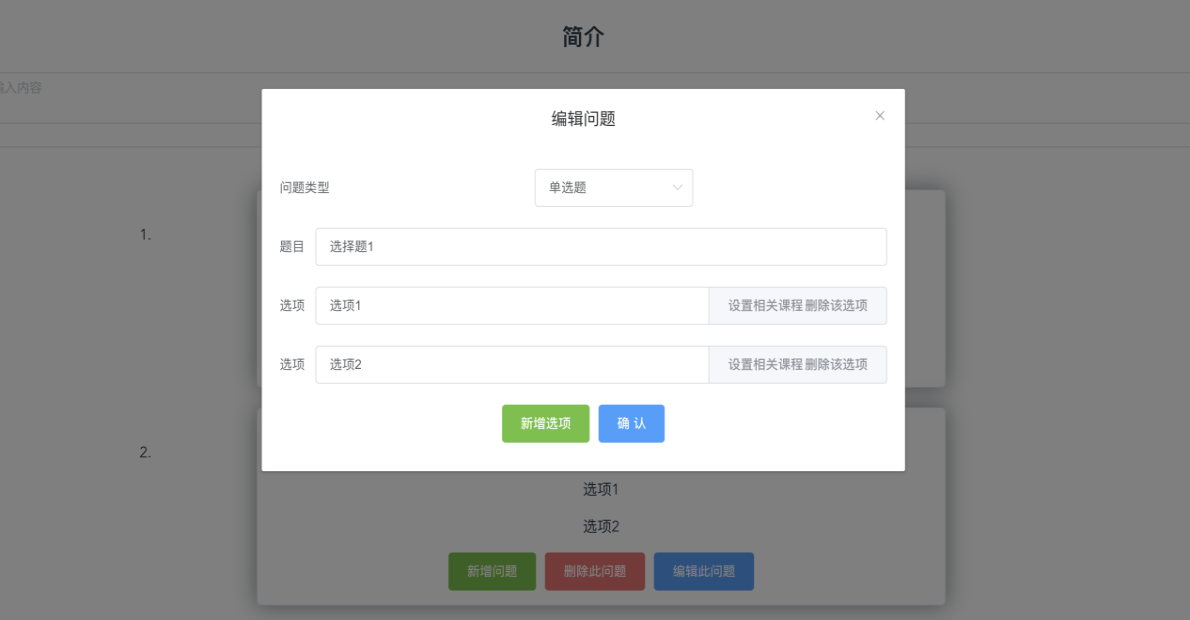 简介
输入内容
编辑问题
问题类型
单选题
1.
题目
选择题1
选项
选项1
设置相关课程 删除该选项
选项
选项2
设置相关课程 删除该选项
新增选项
确 认
2.
选项1
选项2
新增问题
删除此问题
编辑此问题